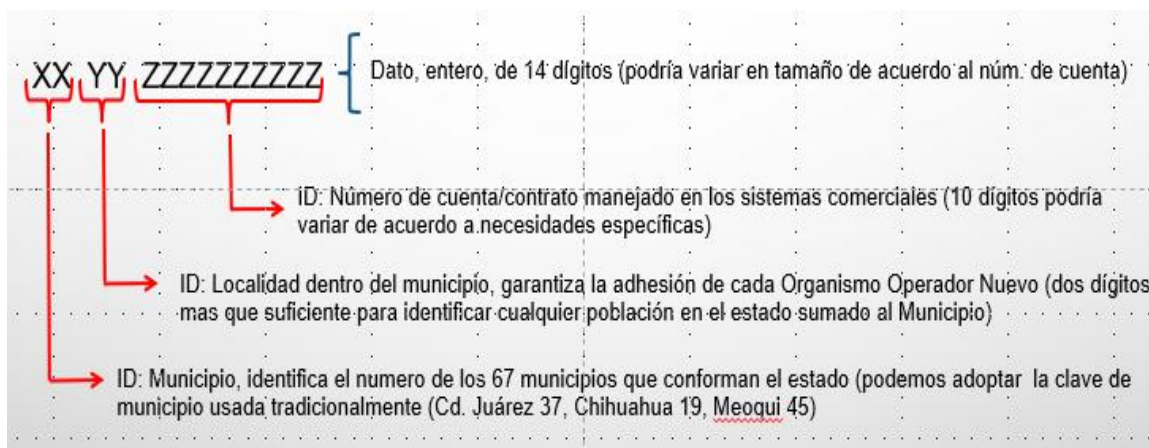 XX YY ZZZZZZZZZZ
Dato, entero, de 14 dígitos (podría variar en tamaño de acuerdo al núm. de cuenta)
ID: Número de cuenta/contrato manejado en los sistemas comerciales (10 dígitos podría
variar de acuerdo a necesidades específicas)
ID: Localidad dentro del municipio, garantiza la adhesión de cada Organismo Operador Nuevo (dos dígitos
mas que suficiente para identificar cualquier población en el estado sumado al Municipio)
ID: Municipio, identifica el numero de los 67 municipios que conforman el estado (podemos adoptar la clave de
municipio usada tradicionalmente (Cd. Juárez 37, Chihuahua 19, Meoqui 45)